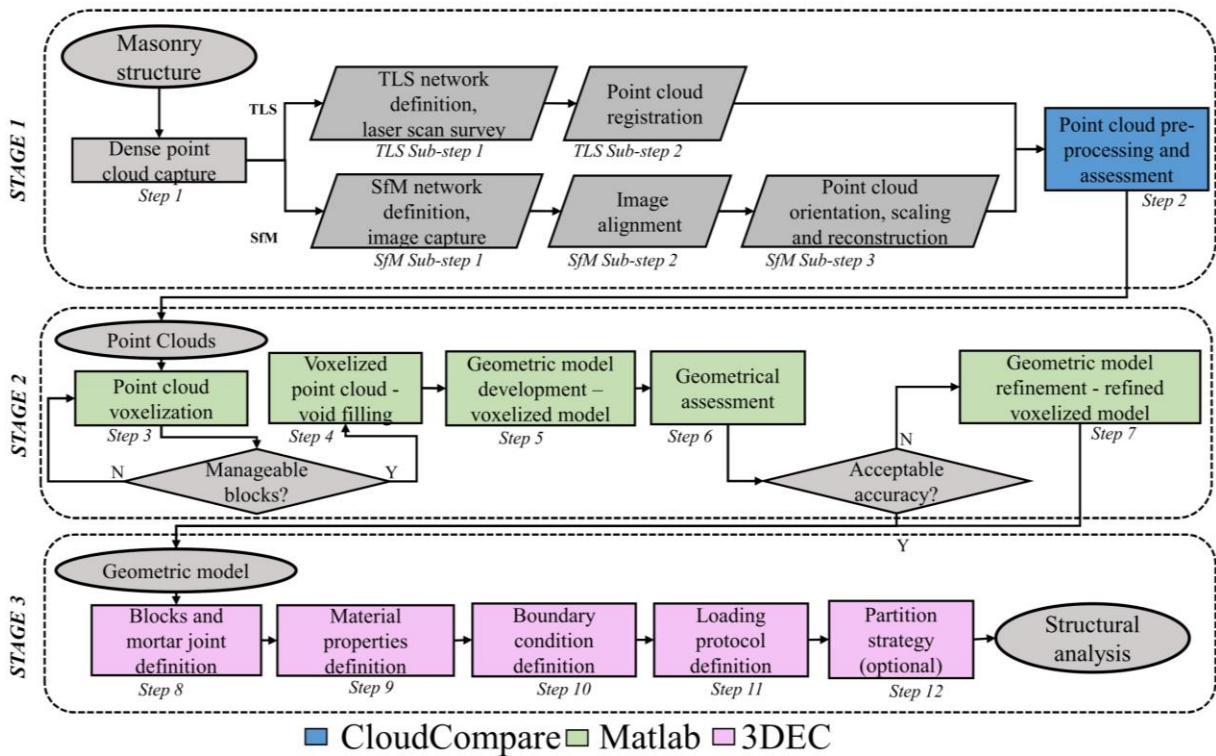 STAGE 1
Masonry
structure
Dense point
cloud capture
Step 1
TLS
SfM
TLS network
definition,
laser scan survey
TLS Sub-step 1
Point cloud
registration
TLS Sub-step 2
SfM network
definition,
image capture
SfM Sub-step 1
Image
alignment
SfM Sub-step 2
Point cloud
orientation, scaling
and reconstruction
SfM Sub-step 3
Point cloud pre-
processing and
assessment
Step 2
STAGE 2
Point Clouds
Point cloud
voxelization
Step 3
N
Manageable
blocks?
Y
Voxelized
point cloud -
void filling
Step 4
Geometric model
development –
voxelized model
Step 5
Geometrical
assessment
Step 6
Acceptable
accuracy?
N
Y
Geometric model
refinement - refined
voxelized model
Step 7
STAGE 3
Geometric model
Blocks and
mortar joint
definition
Step 8
Material
properties
definition
Step 9
Boundary
condition
definition
Step 10
Loading
protocol
definition
Step 11
Partition
strategy
(optional)
Step 12
Structural
analysis
CloudCompare Matlab 3DEC